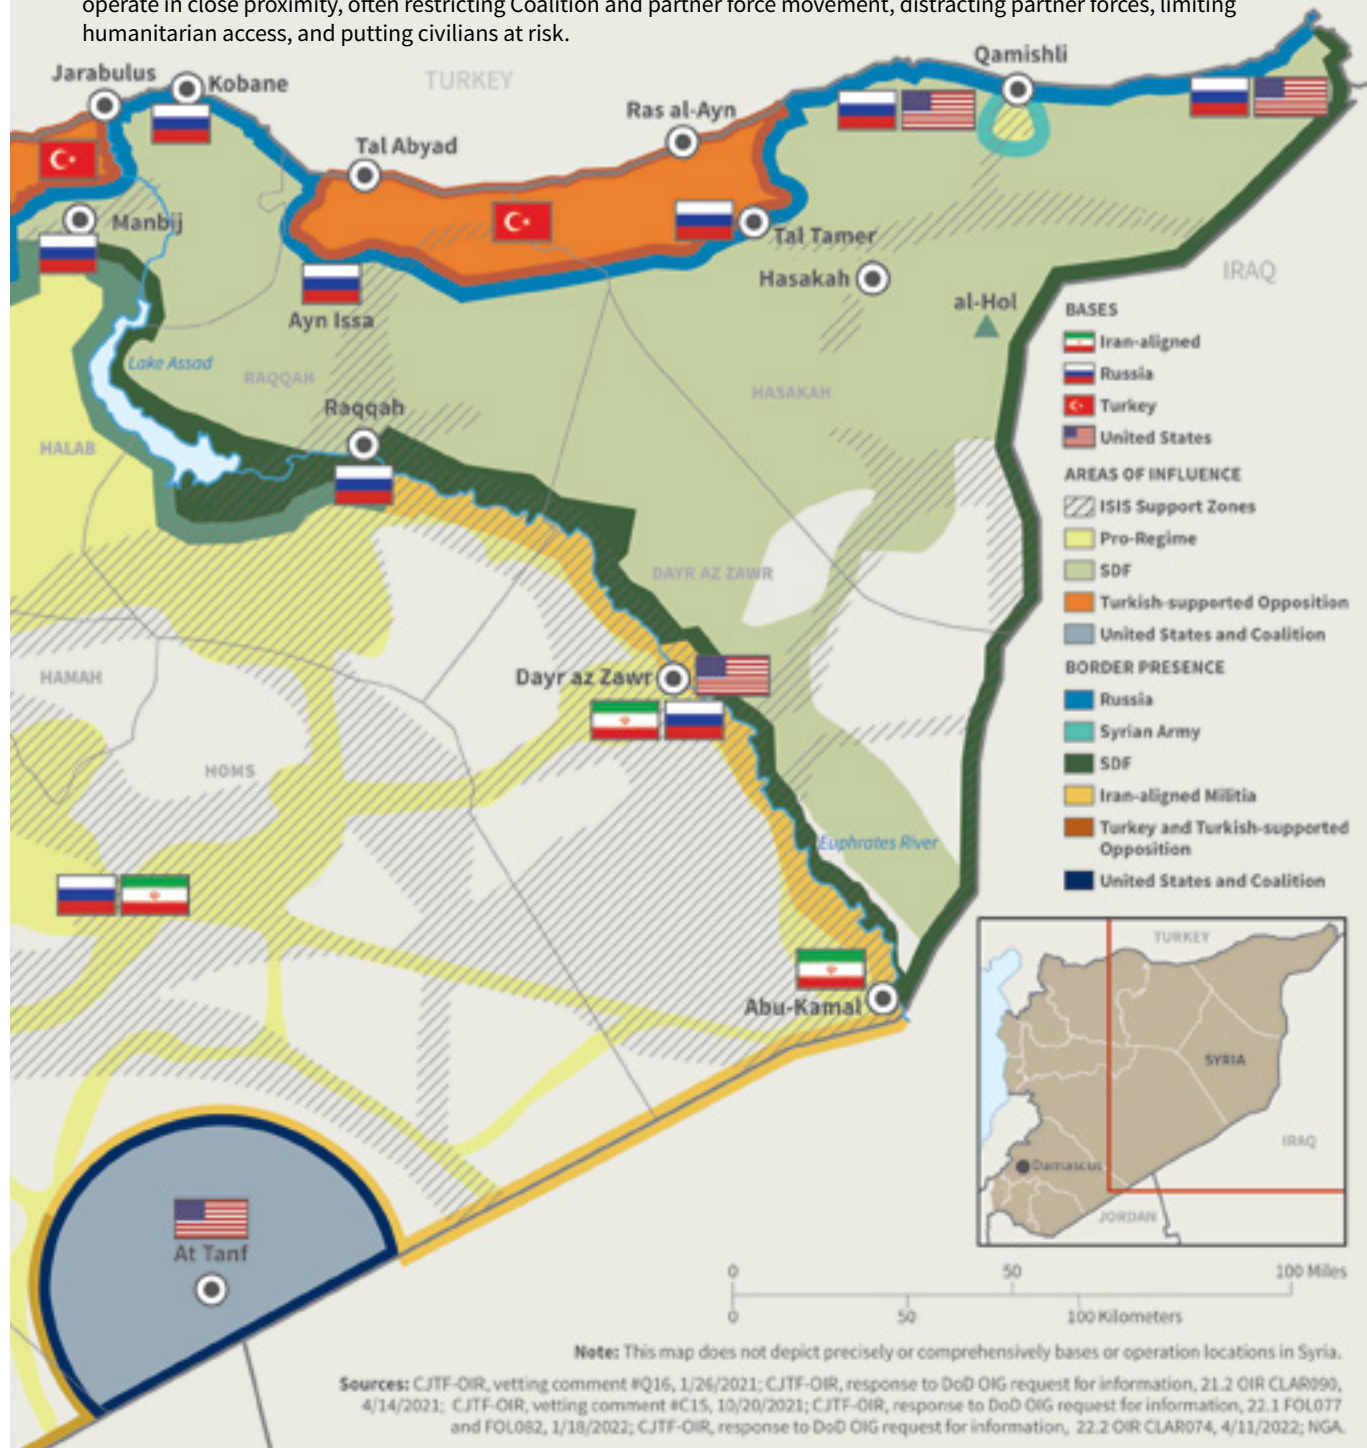 operate in close proximity, often restricting Coalition and partner force movement, distracting partner forces, limiting
humanitarian access, and putting civilians at risk.
Qamishli
Jarabulus
Kobane
TURKEY
Ras al-Ayn
Tal Abyad
Manbij
Tal Tamer
Hasakah
IRAQ
al-Hol
Ayn Issa
Lake Assad
RAQQAH
HASAKAH
Raqqah
HALAB
DAYR AZ ZAWR
HAMAH
Dayr az Zawr
HOMS
Euphrates River
Abu-Kamal
At Tanf
BASES
Iran-aligned
Russia
Turkey
United States
AREAS OF INFLUENCE
ISIS Support Zones
Pro-Regime
SDF
Turkish-supported Opposition
United States and Coalition
BORDER PRESENCE
Russia
Syrian Army
SDF
Iran-aligned Militia
Turkey and Turkish-supported
Opposition
United States and Coalition
TURKEY
SYRIA
IRAQ
Damascus
JORDAN
0 50 100 Miles
0 50 100 Kilometers
Note: This map does not depict precisely or comprehensively bases or operation locations in Syria.
Sources: CJTF-OIR, vetting comment #Q16, 1/26/2021; CJTF-OIR, response to DoD OIG request for information, 21.2 OIR CLAR090,
4/14/2021; CJTF-OIR, vetting comment #C15, 10/20/2021; CJTF-OIR, response to DoD OIG request for information, 22.1 FOL077
and FOL082, 1/18/2022; CJTF-OIR, response to DoD OIG request for information, 22.2 OIR CLAR074, 4/11/2022; NGA.